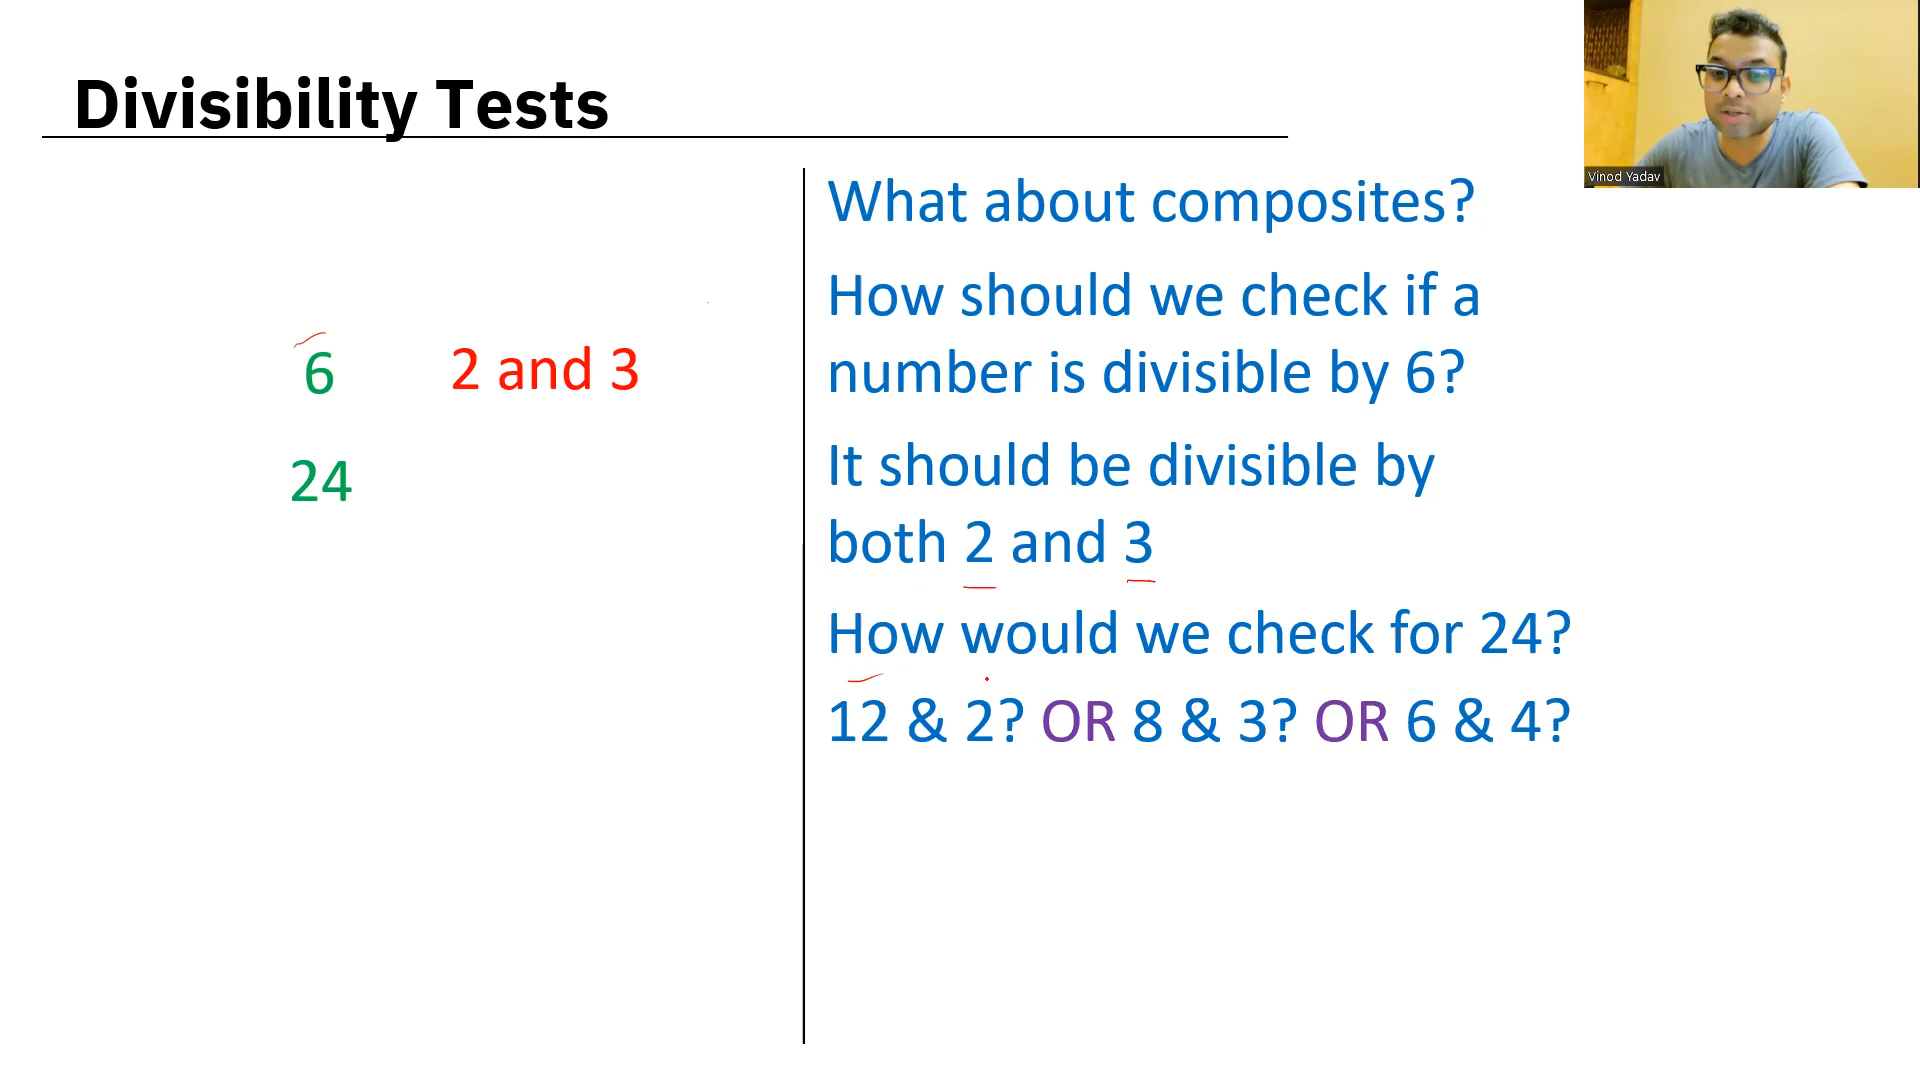 Divisibility Tests
Vinod Yadav
6 2 and 3
24
What about composites?
How should we check if a
number is divisible by 6?
It should be divisible by
both 2 and 3
How would we check for 24?
12 & 2? OR 8 & 3? OR 6 & 4?